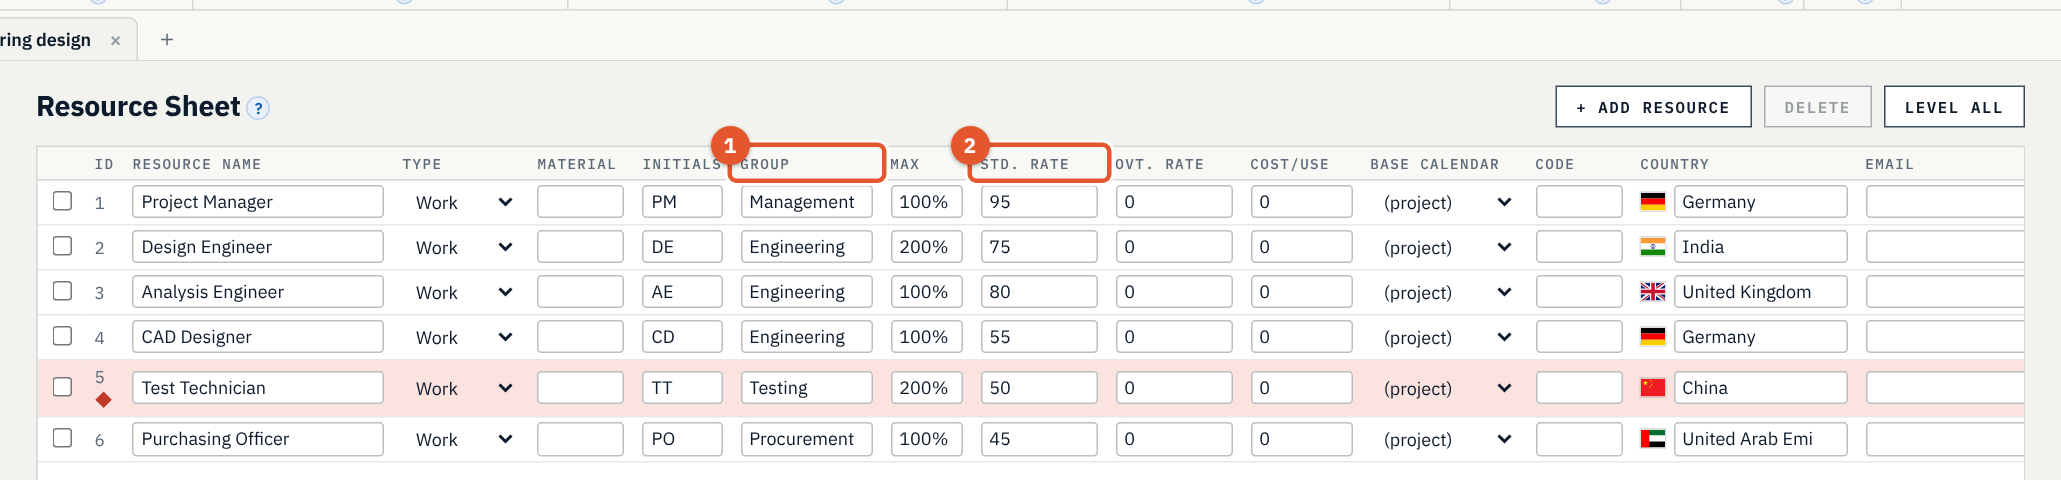 ring design × +
Resource Sheet ?
+ ADD RESOURCE DELETE LEVEL ALL
1 2
ID RESOURCE NAME TYPE MATERIAL INITIALS GROUP MAX STD. RATE OVT. RATE COST/USE BASE CALENDAR CODE COUNTRY EMAIL
1 Project Manager Work PM Management 100% 95 0 0 (project) Germany
2 Design Engineer Work DE Engineering 200% 75 0 0 (project) India
3 Analysis Engineer Work AE Engineering 100% 80 0 0 (project) United Kingdom
4 CAD Designer Work CD Engineering 100% 55 0 0 (project) Germany
5 Test Technician Work TT Testing 200% 50 0 0 (project) China
6 Purchasing Officer Work PO Procurement 100% 45 0 0 (project) United Arab Emi